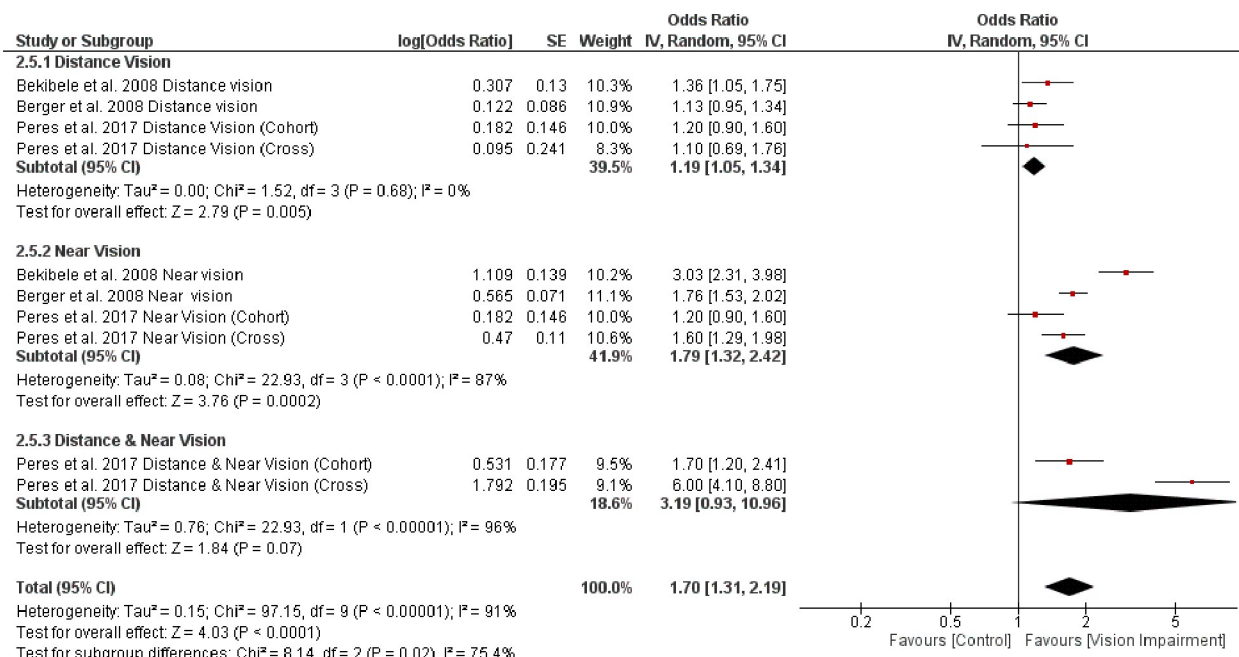 Odds Ratio Odds Ratio
Study or Subgroup log[Odds Ratio] SE Weight IV, Random, 95% CI IV, Random, 95% CI
2.5.1 Distance Vision
Bekibele et al. 2008 Distance vision 0.307 0.13 10.3% 1.36 [1.05, 1.75]
Berger et al. 2008 Distance vision 0.122 0.086 10.9% 1.13 [0.95, 1.34]
Peres et al. 2017 Distance Vision (Cohort) 0.182 0.146 10.0% 1.20 [0.90, 1.60]
Peres et al. 2017 Distance Vision (Cross) 0.095 0.241 8.3% 1.10 [0.69, 1.76]
Subtotal (95% CI) 39.5% 1.19 [1.05, 1.34]
Heterogeneity: Tau² = 0.00; Chi² = 1.52, df = 3 (P = 0.68); I² = 0%
Test for overall effect: Z = 2.79 (P = 0.005)
2.5.2 Near Vision
Bekibele et al. 2008 Near vision 1.109 0.139 10.2% 3.03 [2.31, 3.98]
Berger et al. 2008 Near vision 0.565 0.071 11.1% 1.76 [1.53, 2.02]
Peres et al. 2017 Near Vision (Cohort) 0.182 0.146 10.0% 1.20 [0.90, 1.60]
Peres et al. 2017 Near Vision (Cross) 0.47 0.11 10.6% 1.60 [1.29, 1.98]
Subtotal (95% CI) 41.9% 1.79 [1.32, 2.42]
Heterogeneity: Tau² = 0.08; Chi² = 22.93, df = 3 (P < 0.0001); I² = 87%
Test for overall effect: Z = 3.76 (P = 0.0002)
2.5.3 Distance & Near Vision
Peres et al. 2017 Distance & Near Vision (Cohort) 0.531 0.177 9.5% 1.70 [1.20, 2.41]
Peres et al. 2017 Distance & Near Vision (Cross) 1.792 0.195 9.1% 6.00 [4.10, 8.80]
Subtotal (95% CI) 18.6% 3.19 [0.93, 10.96]
Heterogeneity: Tau² = 0.76; Chi² = 22.93, df = 1 (P < 0.00001); I² = 96%
Test for overall effect: Z = 1.84 (P = 0.07)
Total (95% CI) 100.0% 1.70 [1.31, 2.19]
Heterogeneity: Tau² = 0.15; Chi² = 97.15, df = 9 (P < 0.00001); I² = 91%
Test for overall effect: Z = 4.03 (P < 0.0001)
Test for subgroup differences: Chi² = 8.14, df = 2 (P = 0.02), I² = 75.4%
0.2 0.5 1 2 5
Favours [Control] Favours [Vision Impairment]